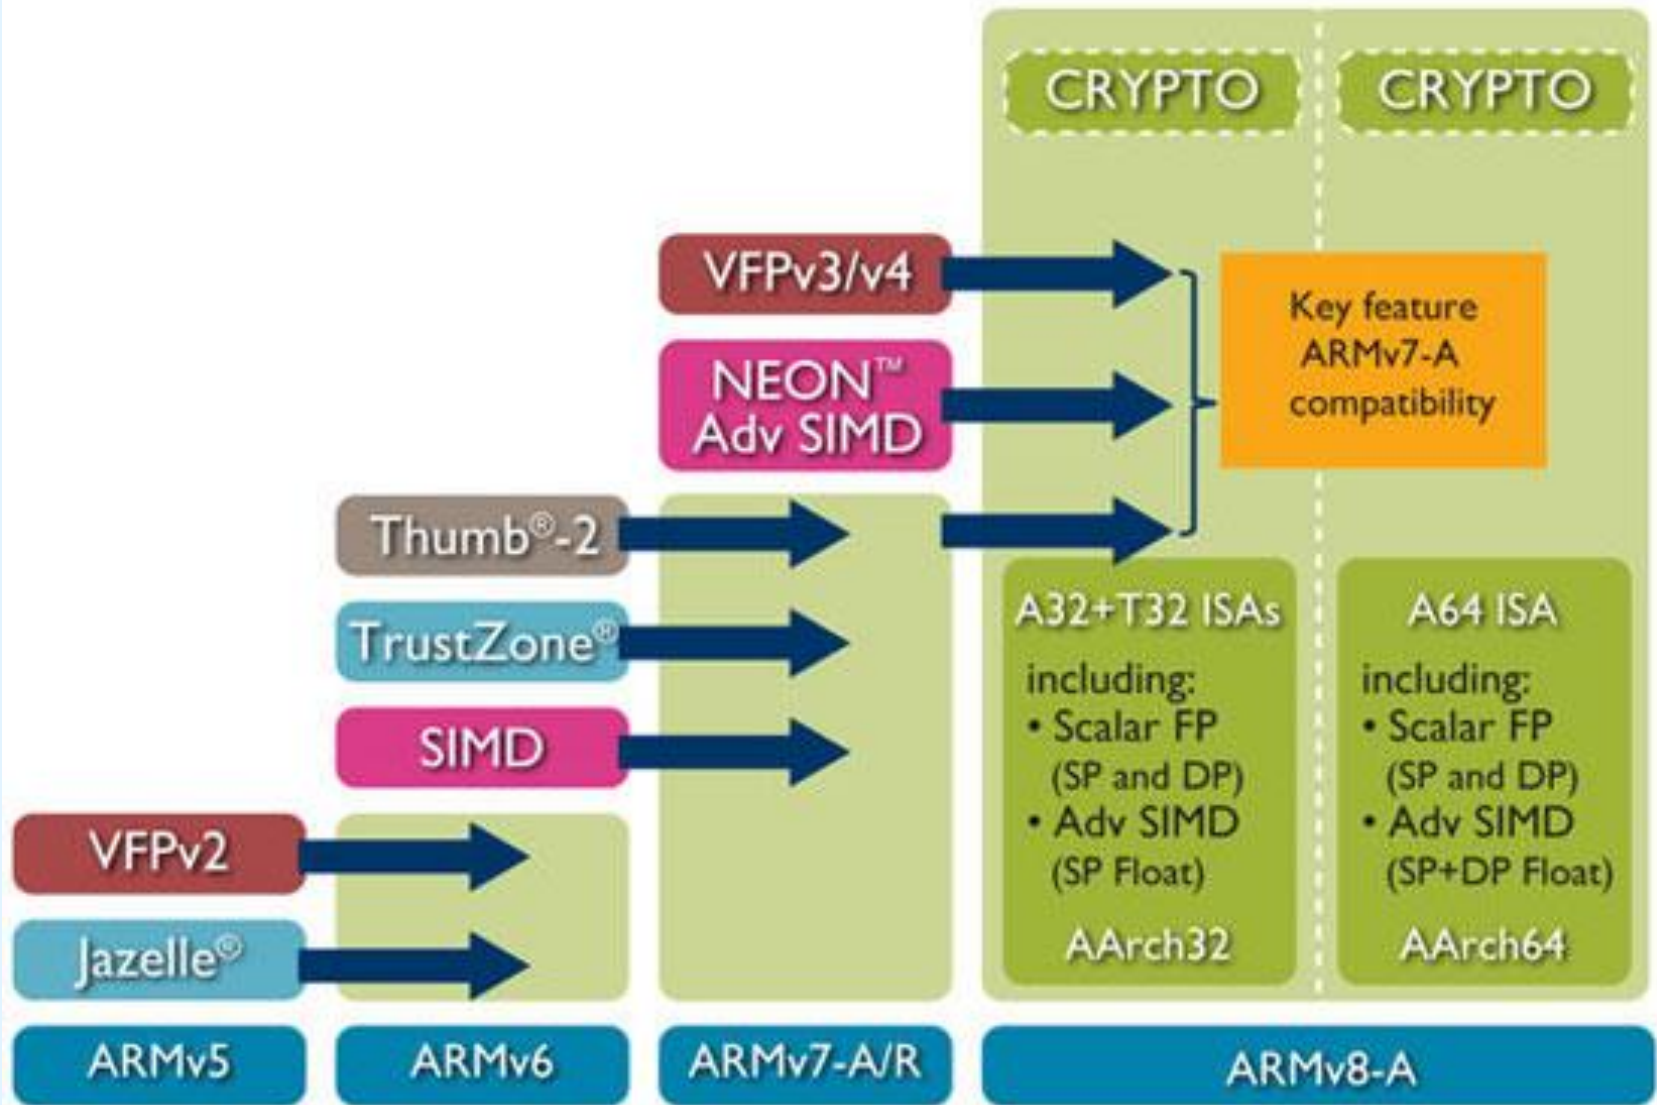 CRYPTO
CRYPTO
VFPv3/v4
NEON™
Adv SIMD
Key feature
ARMv7-A
compatibility
Thumb®-2
TrustZone®
SIMD
VFPv2
Jazelle®
A32+T32 ISAs
including:
• Scalar FP
(SP and DP)
• Adv SIMD
(SP Float)
AArch32
A64 ISA
including:
• Scalar FP
(SP and DP)
• Adv SIMD
(SP+DP Float)
AArch64
ARMv5
ARMv6
ARMv7-A/R
ARMv8-A